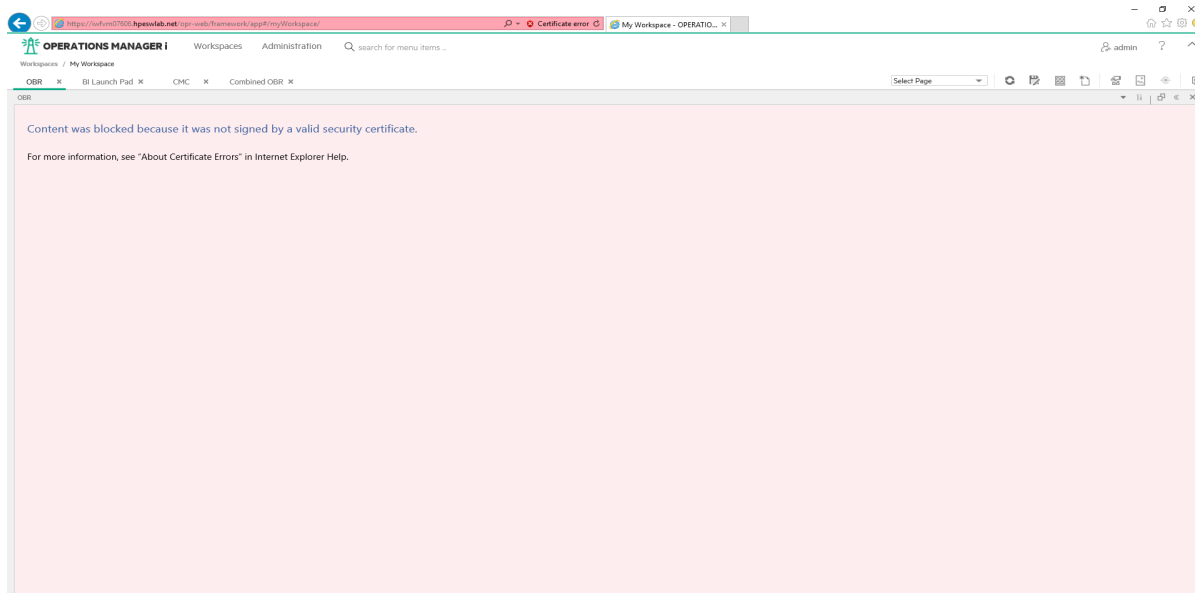 https://iwfvm07606.hpeswlab.net/opr-web/framework/app#/myWorkspace/ Certificate error My Workspace - OPERATIO...
OPERATIONS MANAGER i Workspaces Administration search for menu items ... admin ?
Workspaces / My Workspace
OBR BI Launch Pad CMC Combined OBR Select Page
OBR
Content was blocked because it was not signed by a valid security certificate.
For more information, see "About Certificate Errors" in Internet Explorer Help.